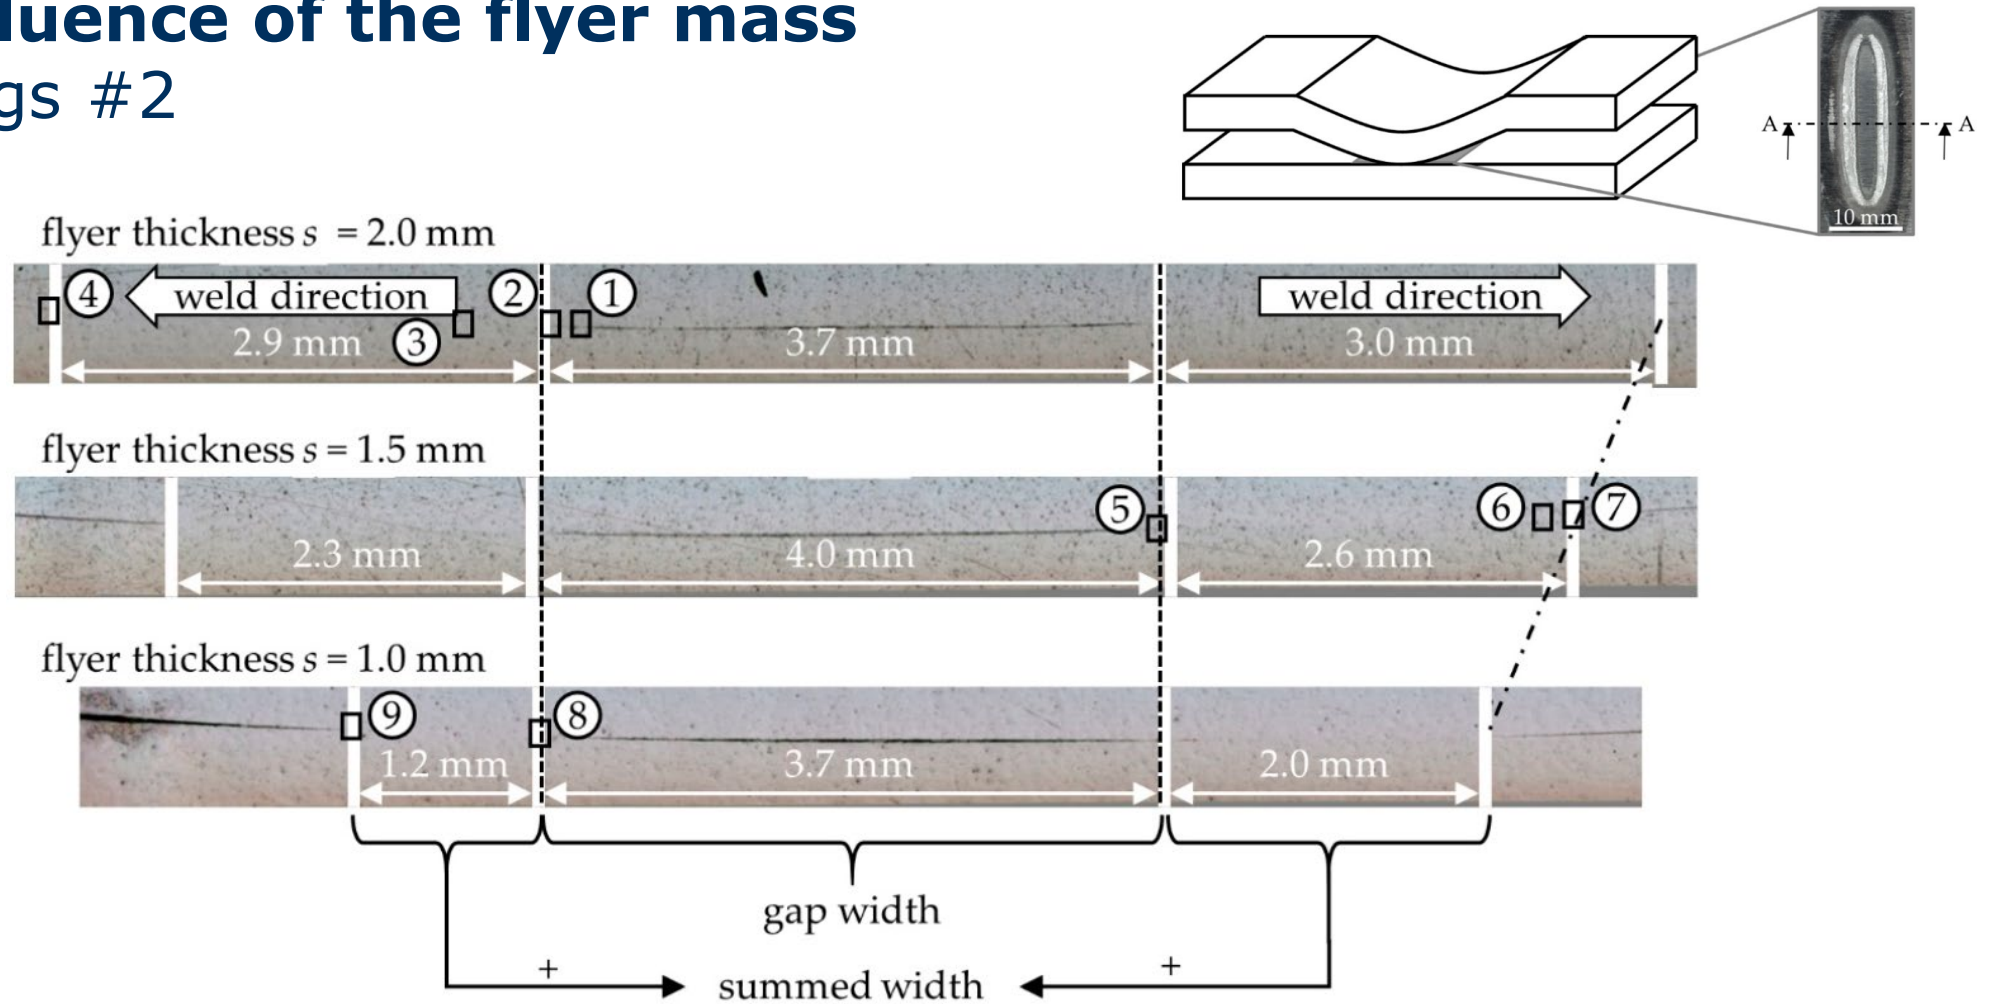 luence of the flyer mass
gs #2
A A
10 mm
flyer thickness s = 2.0 mm
4 weld direction 2 1 weld direction
2.9 mm 3 3.7 mm 3.0 mm
flyer thickness s = 1.5 mm
5 6 7
2.3 mm 4.0 mm 2.6 mm
flyer thickness s = 1.0 mm
9 8
1.2 mm 3.7 mm 2.0 mm
gap width
+ +
summed width